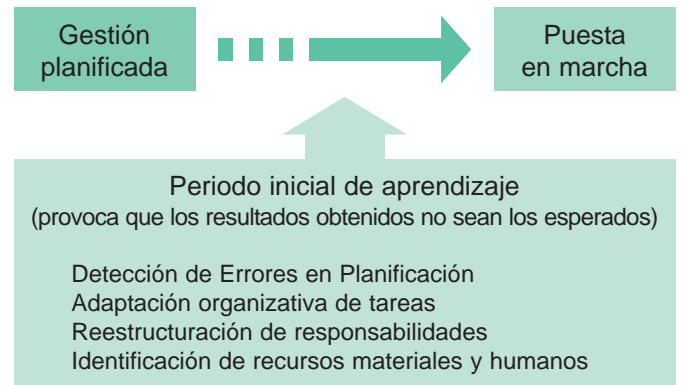 Gestión
planificada
Puesta
en marcha
Periodo inicial de aprendizaje
(provoca que los resultados obtenidos no sean los esperados)
Detección de Errores en Planificación
Adaptación organizativa de tareas
Reestructuración de responsabilidades
Identificación de recursos materiales y humanos